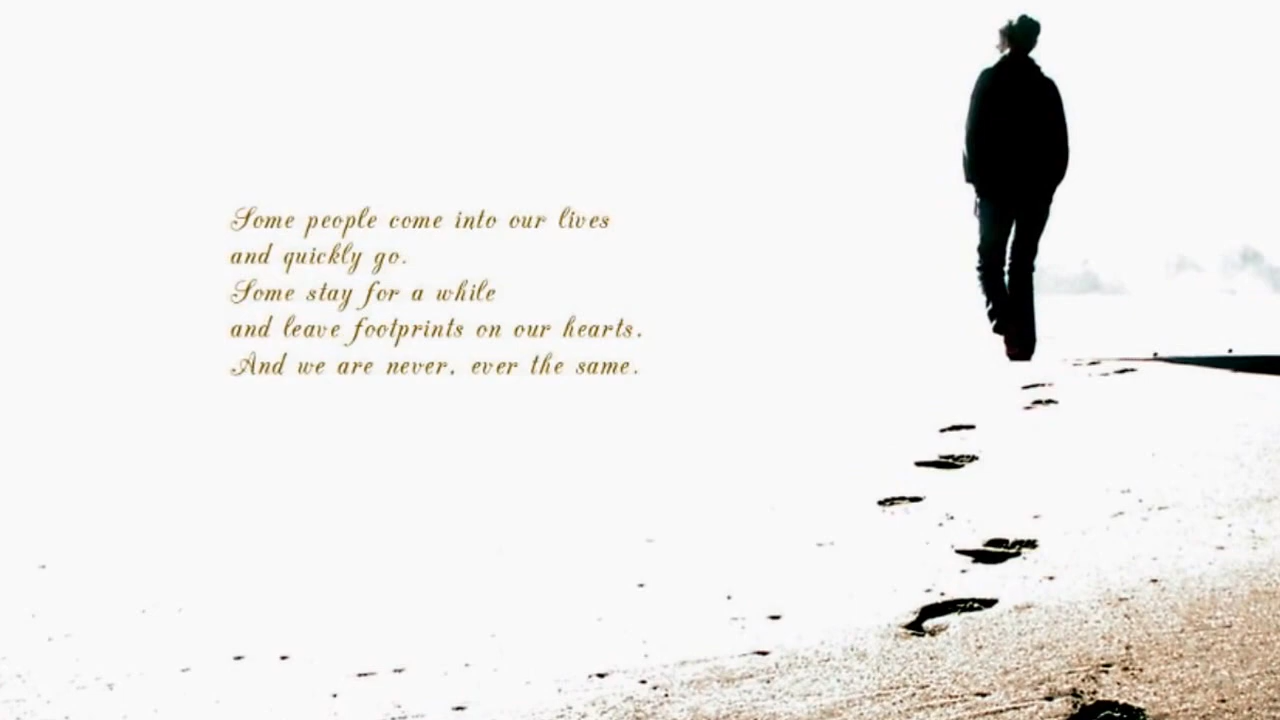 Some people come into our lives
and quickly go.
Some stay for a while
and leave footprints on our hearts.
And we are never, ever the same.